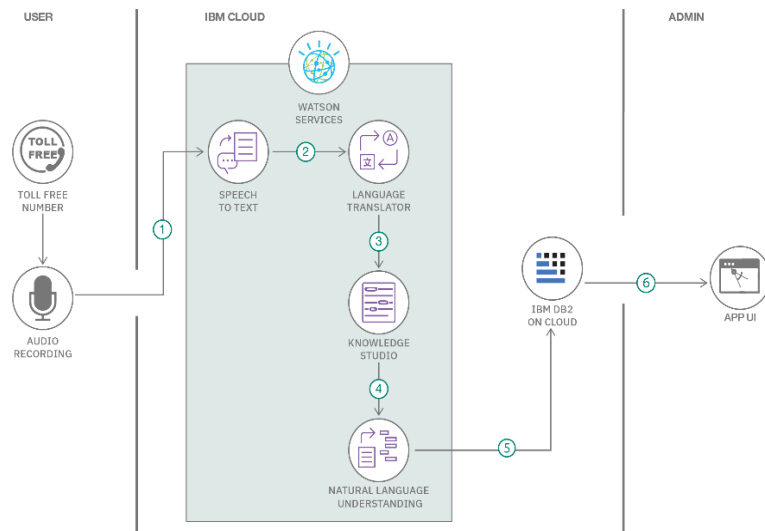 USER
IBM CLOUD
ADMIN
WATSON
SERVICES
TOLL
FREE
TOLL FREE
NUMBER
1
SPEECH
TO TEXT
2
A
文
LANGUAGE
TRANSLATOR
3
AUDIO
RECORDING
KNOWLEDGE
STUDIO
4
NATURAL LANGUAGE
UNDERSTANDING
5
IBM DB2
ON CLOUD
6
APP UI